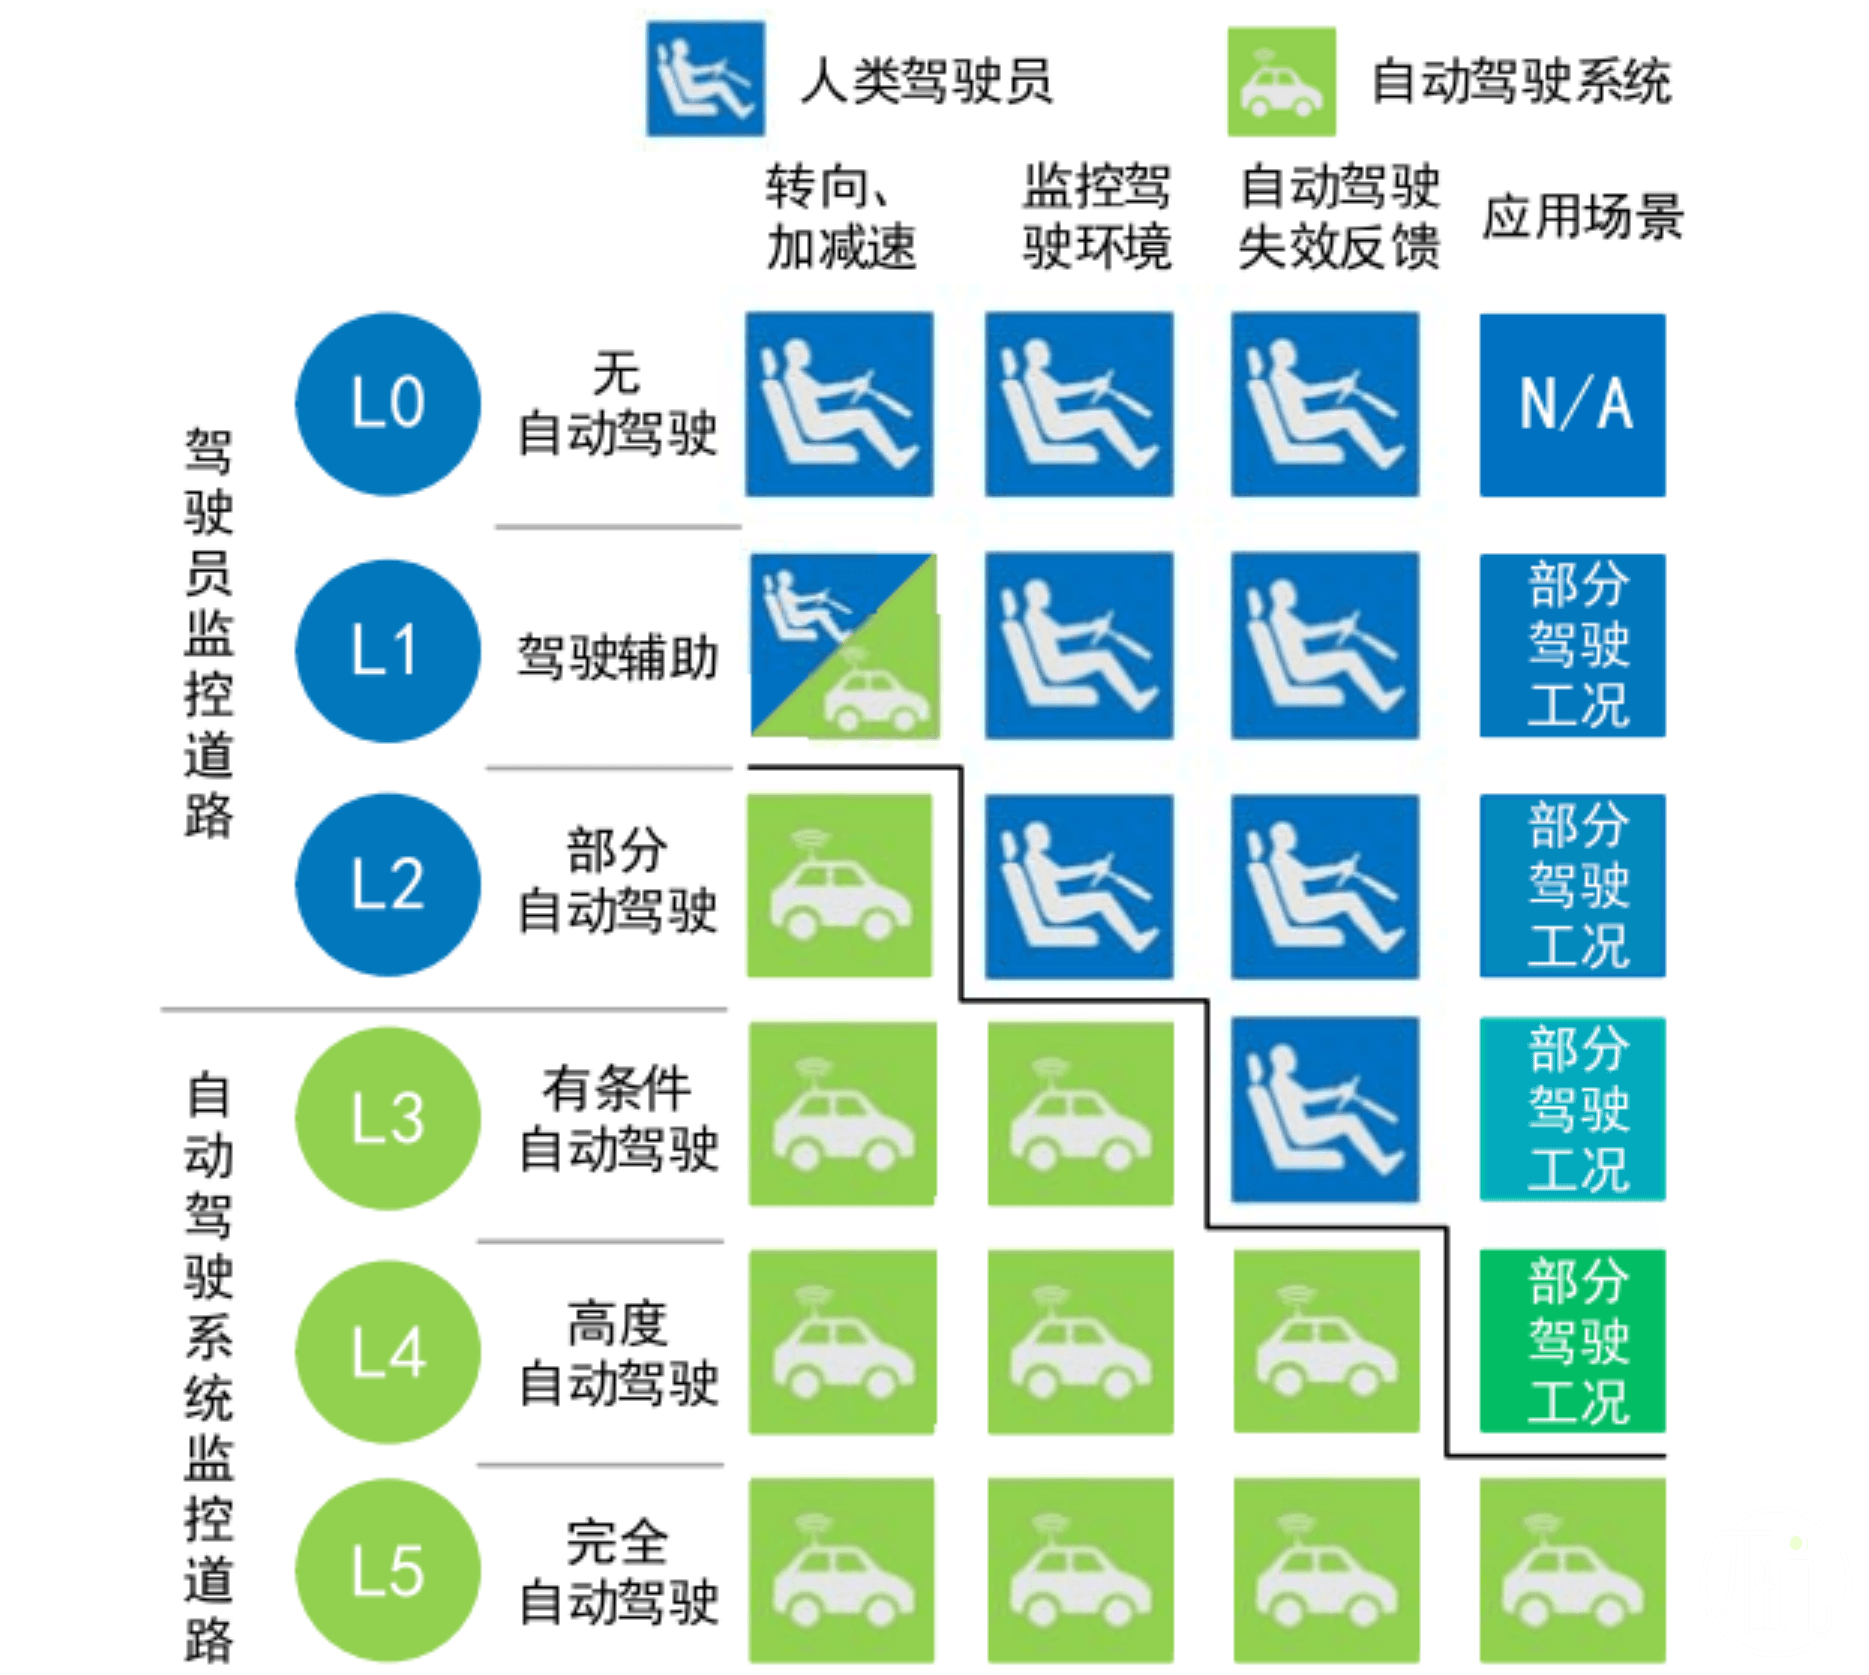 人类驾驶员
自动驾驶系统
转向、
加减速
监控驾
驶环境
自动驾驶
失效反馈
应用场景
驾驶员监控道路
L0
无
自动驾驶
N/A
L1
驾驶辅助
部分
驾驶
工况
L2
部分
自动驾驶
部分
驾驶
工况
自动驾驶系统监控道路
L3
有条件
自动驾驶
部分
驾驶
工况
L4
高度
自动驾驶
部分
驾驶
工况
L5
完全
自动驾驶